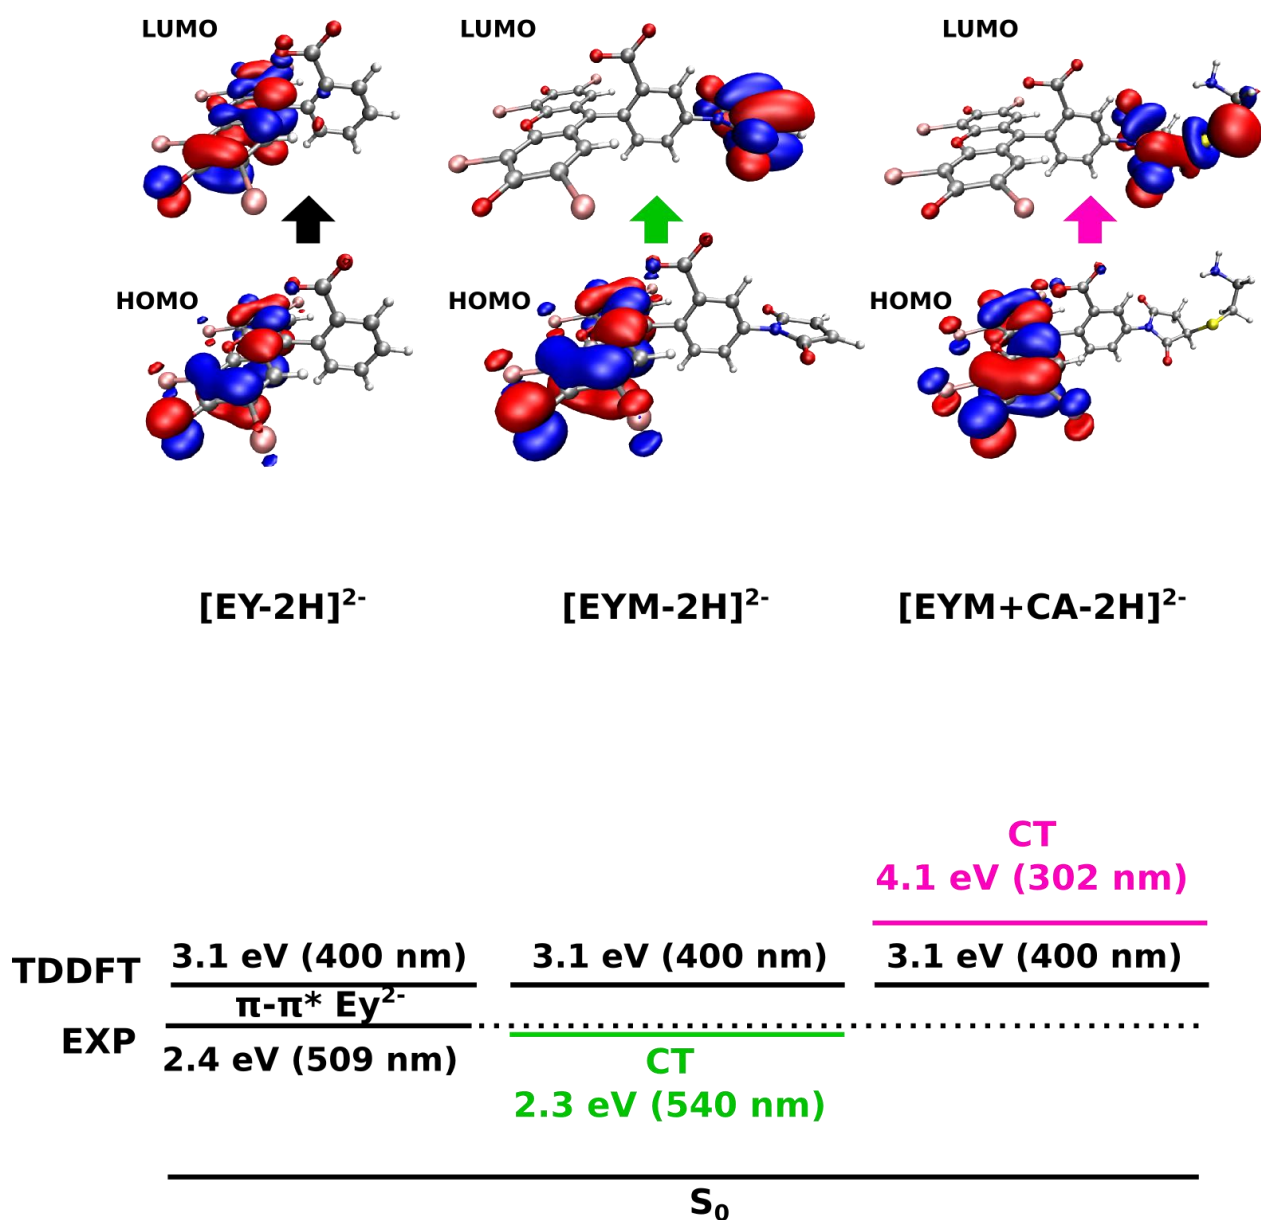 LUMO
LUMO
LUMO
HOMO
HOMO
HOMO
[EY-2H]²⁻
[EYM-2H]²⁻
[EYM+CA-2H]²⁻
CT
4.1 eV (302 nm)
TDDFT
3.1 eV (400 nm)
3.1 eV (400 nm)
3.1 eV (400 nm)
π-π* Ey²⁻
EXP
2.4 eV (509 nm)
CT
2.3 eV (540 nm)
S₀